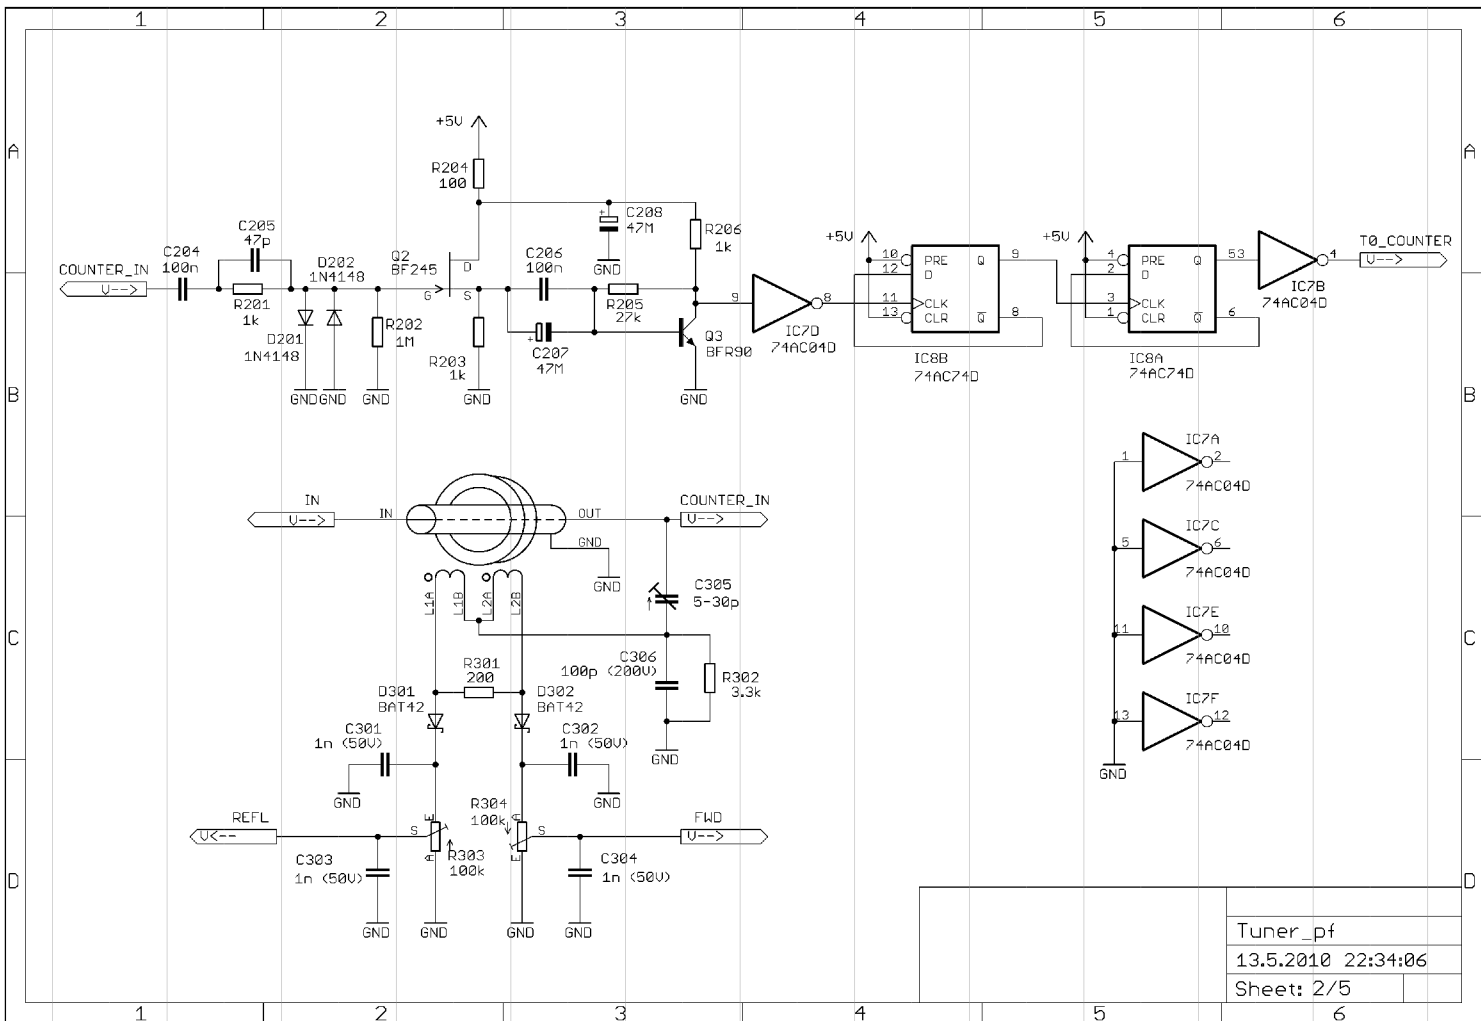 1 2 3 4 5 6
A
A
+5V
R204
100
C205
47p
C204
100n
COUNTER_IN
V-->
R201
1k
D202
1N4148
D201
1N4148
R202
1M
Q2
BF245
D
G
S
R203
1k
C206
100n
C207
47M
+
C208
47M
+
R205
27k
R206
1k
Q3
BFR90
GND
GND
GND
GND
GND
GND
9
8
IC7D
74AC04D
+5V
10
12
11
13
PRE
D
CLK
CLR
Q
Q
9
8
IC8B
74AC74D
+5V
4
2
3
1
PRE
D
CLK
CLR
Q
Q
5
6
IC8A
74AC74D
3
4
IC7B
74AC04D
T0_COUNTER
V-->
B
B
IN
V-->
IN
OUT
GND
GND
COUNTER_IN
V-->
L1A
L1B
L2A
L2B
C305
5-30p
C306
100p (200V)
R302
3.3k
GND
R301
200
D301
BAT42
D302
BAT42
C301
1n (50V)
GND
C302
1n (50V)
GND
IC7A
1
2
74AC04D
IC7C
5
6
74AC04D
IC7E
11
10
74AC04D
IC7F
13
12
74AC04D
GND
C
C
REFL
V<--
C303
1n (50V)
S
E
A
R303
100k
R304
100k
A
E
S
C304
1n (50V)
FWD
V-->
GND
GND
GND
GND
D
D
Tuner_pf
13.5.2010 22:34:06
Sheet: 2/5
1 2 3 4 5 6